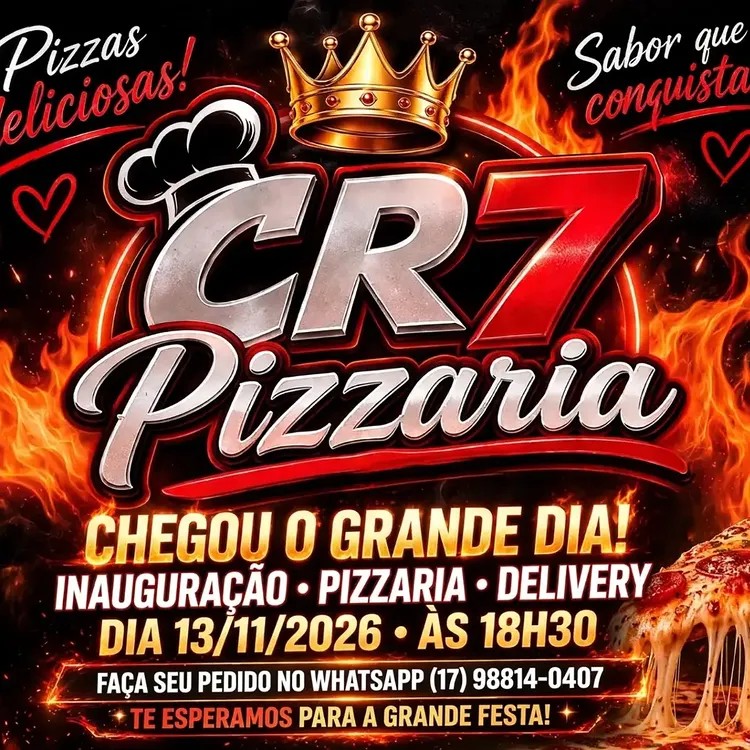 Pizzas
deliciosas!
Sabor que
conquista
CR7
Pizzaria
CHEGOU O GRANDE DIA!
INAUGURAÇÃO • PIZZARIA • DELIVERY
DIA 13/11/2026 • ÀS 18H30
FAÇA SEU PEDIDO NO WHATSAPP (17) 98814-0407
TE ESPERAMOS PARA A GRANDE FESTA!